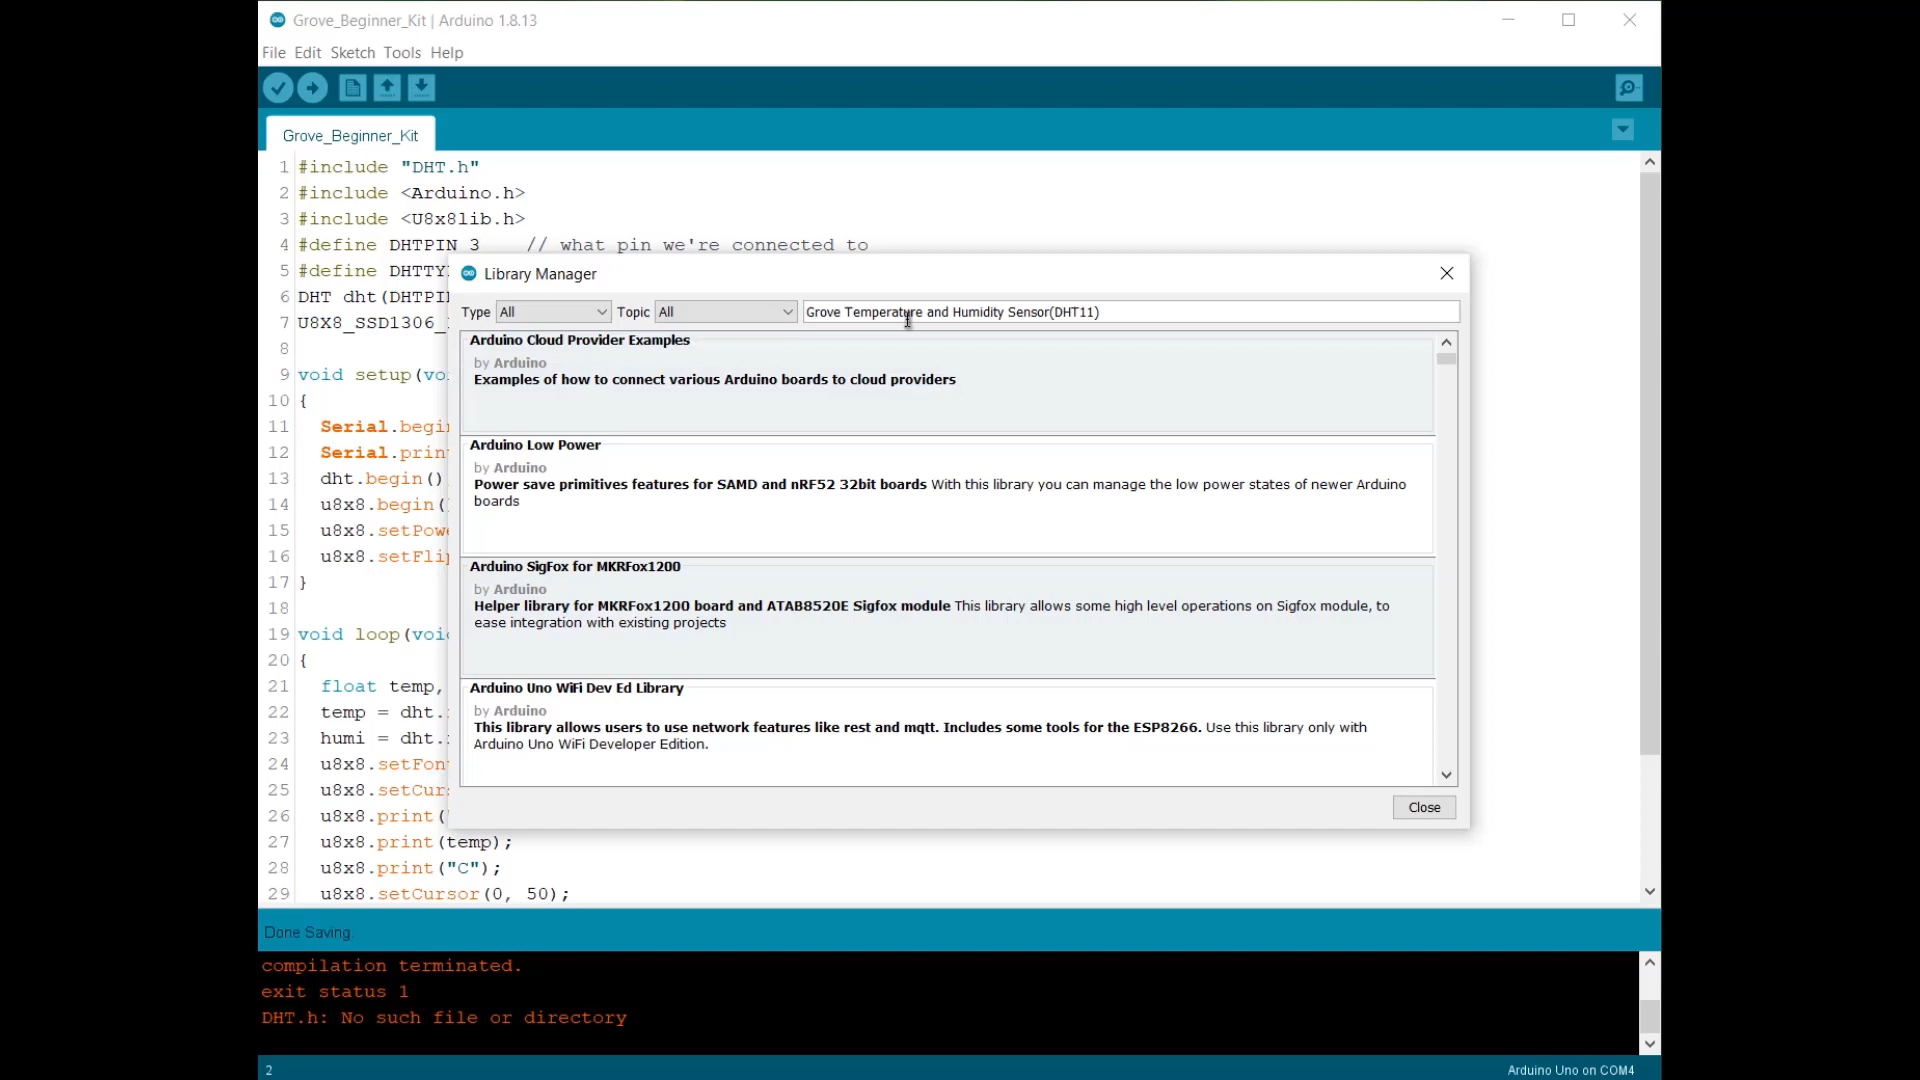 Grove_Beginner_Kit | Arduino 1.8.13
File Edit Sketch Tools Help
Grove_Beginner_Kit
1 #include "DHT.h"
2 #include <Arduino.h>
3 #include <U8x8lib.h>
4 #define DHTPIN 3 // what pin we're connected to
5 #define DHTTY
6 DHT dht(DHTPI
7 U8X8_SSD1306_
8
9 void setup(vo
10 {
11 Serial.begi
12 Serial.prin
13 dht.begin()
14 u8x8.begin(
15 u8x8.setPow
16 u8x8.setFli
17 }
18
19 void loop(voi
20 {
21 float temp,
22 temp = dht.
23 humi = dht.
24 u8x8.setFon
25 u8x8.setCur
26 u8x8.print(
27 u8x8.print(temp);
28 u8x8.print("C");
29 u8x8.setCursor(0, 50);
Library Manager
Type All Topic All Grove Temperature and Humidity Sensor(DHT11)
Arduino Cloud Provider Examples
by Arduino
Examples of how to connect various Arduino boards to cloud providers
Arduino Low Power
by Arduino
Power save primitives features for SAMD and nRF52 32bit boards With this library you can manage the low power states of newer Arduino
boards
Arduino SigFox for MKRFox1200
by Arduino
Helper library for MKRFox1200 board and ATAB8520E Sigfox module This library allows some high level operations on Sigfox module, to
ease integration with existing projects
Arduino Uno WiFi Dev Ed Library
by Arduino
This library allows users to use network features like rest and mqtt. Includes some tools for the ESP8266. Use this library only with
Arduino Uno WiFi Developer Edition.
Close
Done Saving.
compilation terminated.
exit status 1
DHT.h: No such file or directory
2
Arduino Uno on COM4